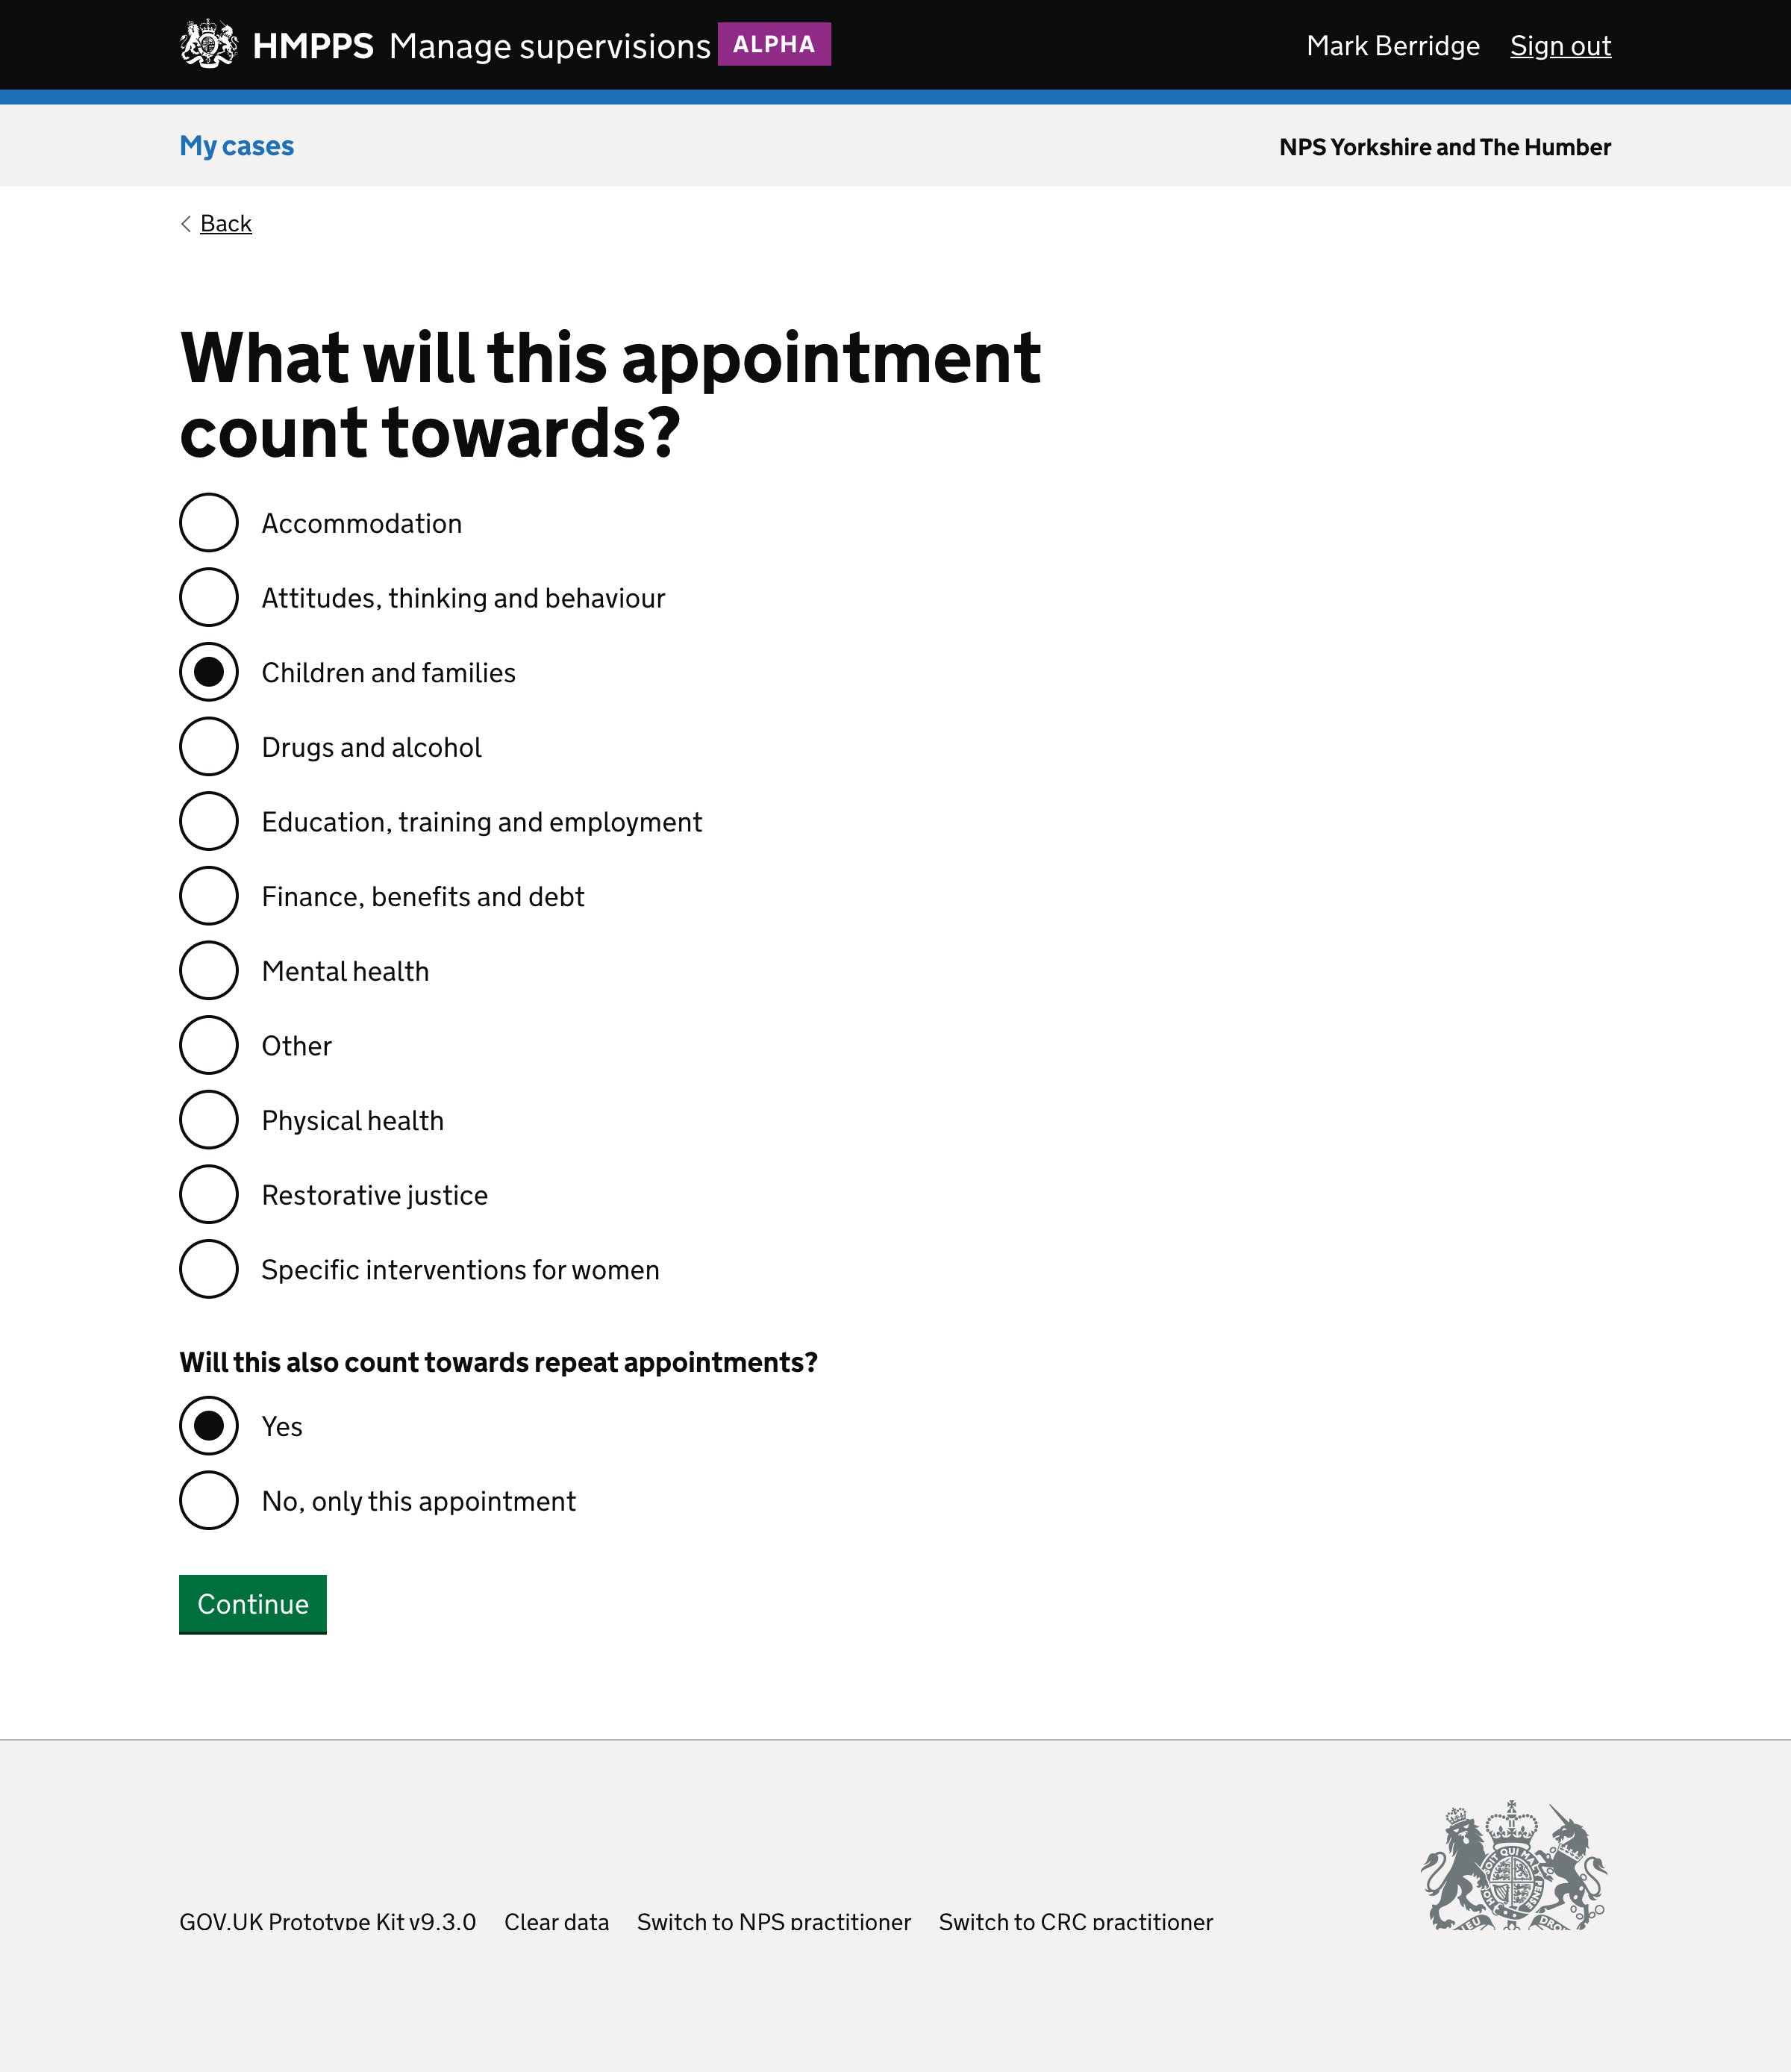 HMPPS Manage supervisions ALPHA
Mark Berridge Sign out
My cases
NPS Yorkshire and The Humber
Back
What will this appointment
count towards?
Accommodation
Attitudes, thinking and behaviour
Children and families
Drugs and alcohol
Education, training and employment
Finance, benefits and debt
Mental health
Other
Physical health
Restorative justice
Specific interventions for women
Will this also count towards repeat appointments?
Yes
No, only this appointment
Continue
GOV.UK Prototype Kit v9.3.0 Clear data Switch to NPS practitioner Switch to CRC practitioner